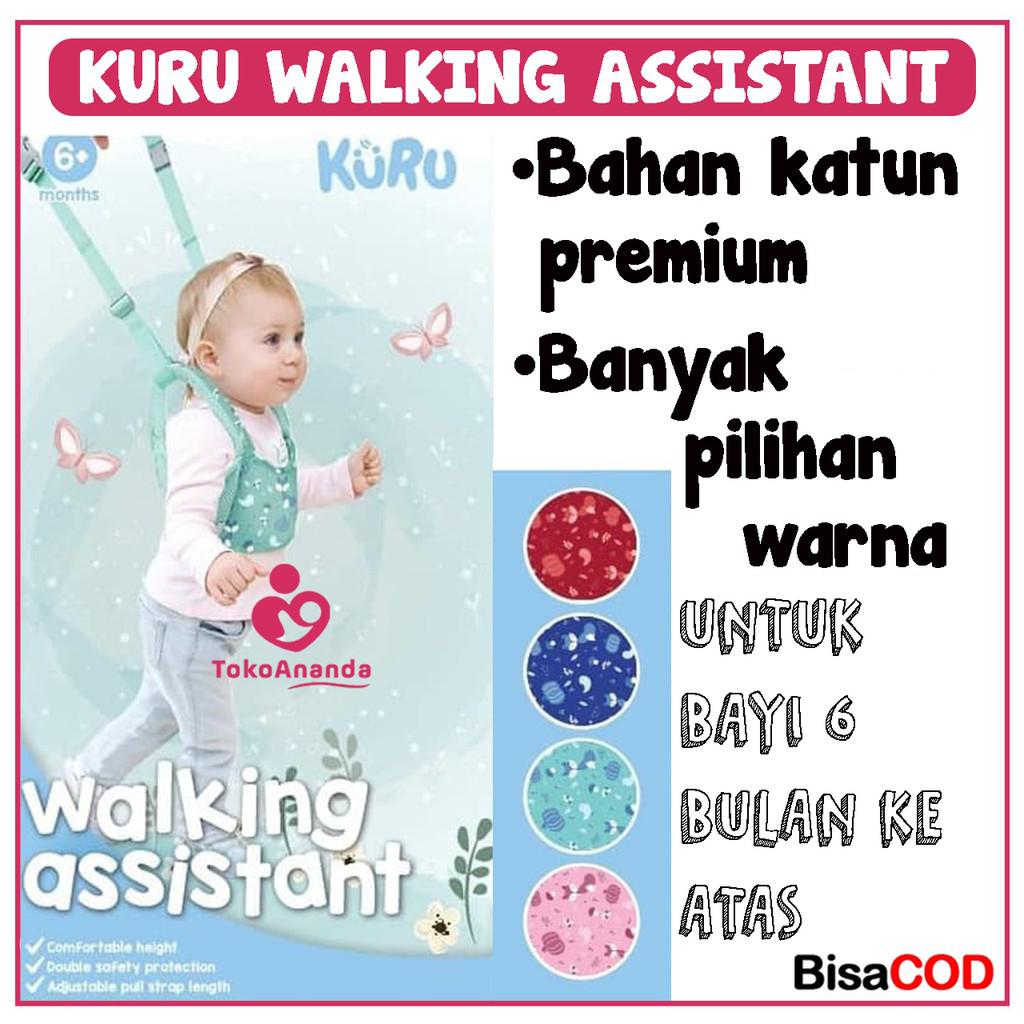 KURU WALKING ASSISTANT
6+
months
KURU
•Bahan katun
premium
•Banyak
pilihan
warna
UNTUK
BAYI 6
BULAN KE
ATAS
TokoAnanda
walking
assistant
Comfortable height
Double safety protection
Adjustable pull strap length
BisaCOD